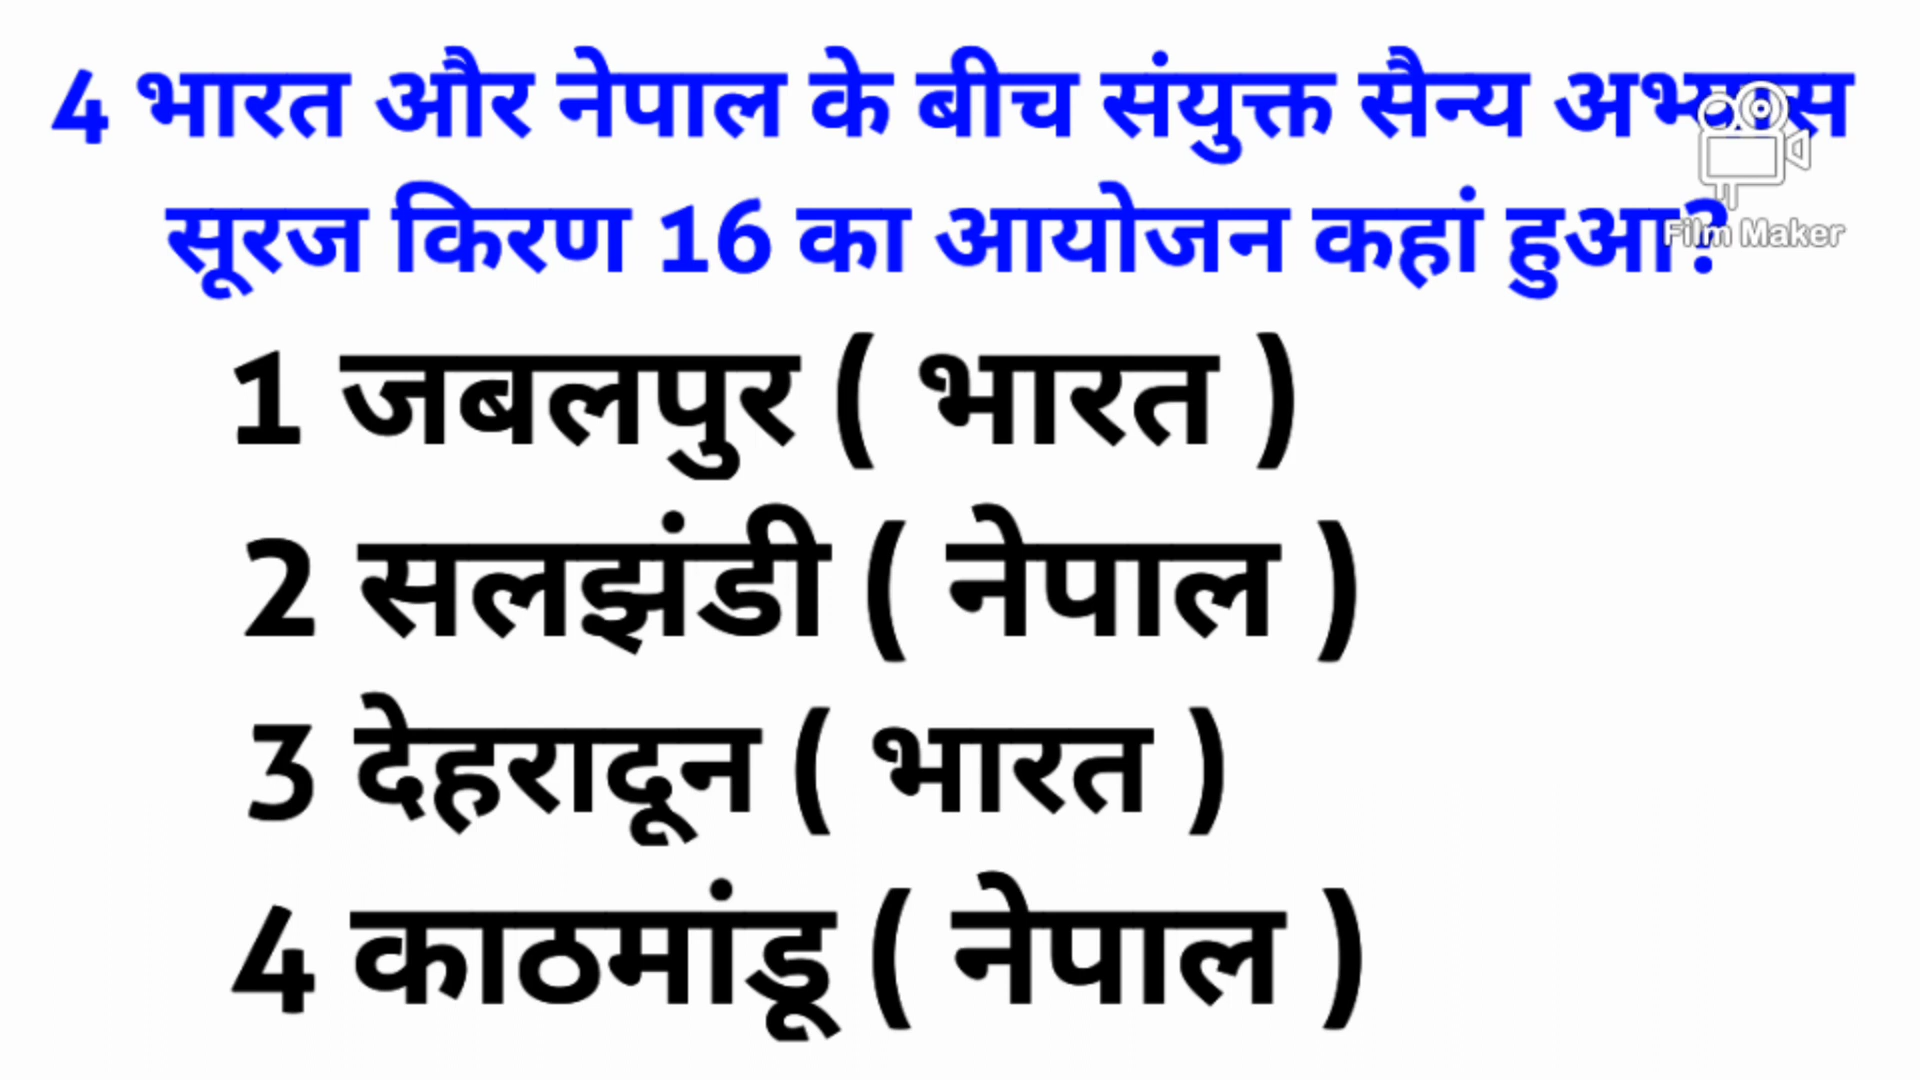 4 भारत और नेपाल के बीच संयुक्त सैन्य अभ्यास
सूरज किरण 16 का आयोजन कहां हुआ?
Film Maker
1 जबलपुर ( भारत )
2 सलझंडी ( नेपाल )
3 देहरादून ( भारत )
4 काठमांडू ( नेपाल )